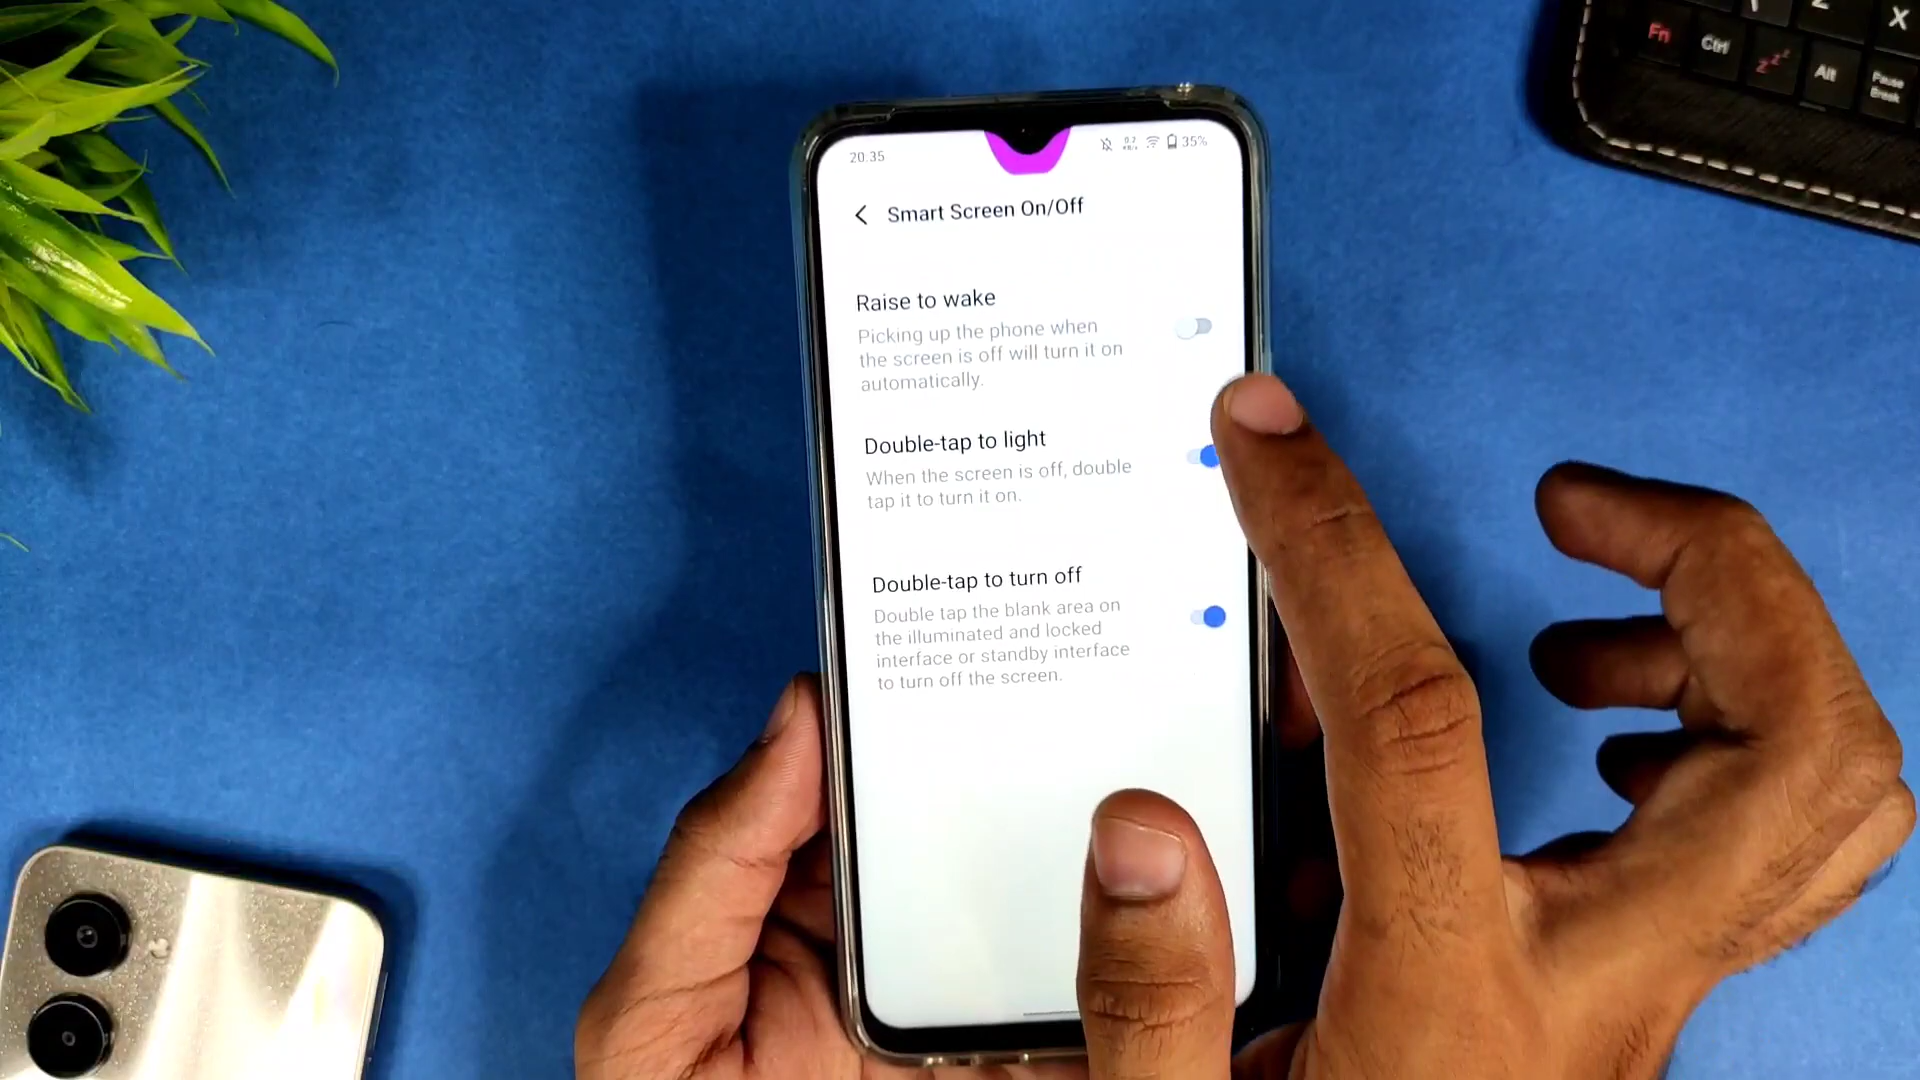 Fn Ctrl zzz Alt Pause Break
Z X
20:35
35%
Smart Screen On/Off
Raise to wake
Picking up the phone when
the screen is off will turn it on
automatically.
Double-tap to light
When the screen is off, double
tap it to turn it on.
Double-tap to turn off
Double tap the blank area on
the illuminated and locked
interface or standby interface
to turn off the screen.